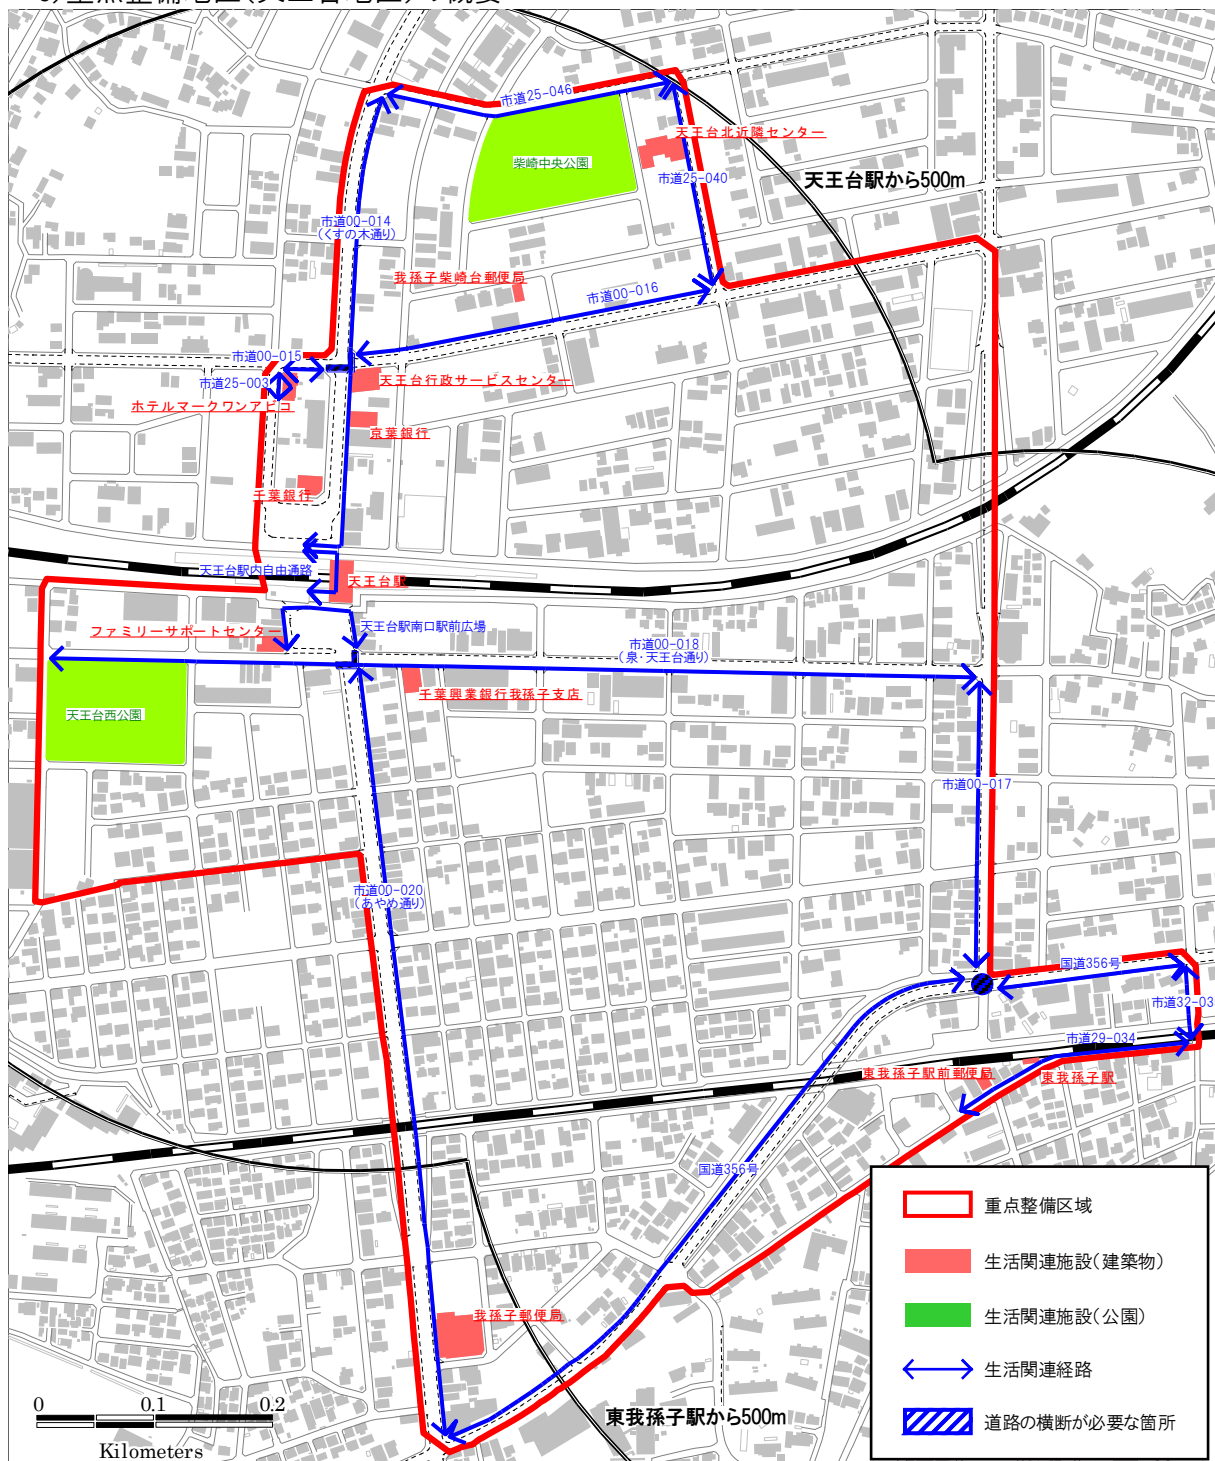 市道25-046
天王台北近隣センター
柴崎中央公園
市道25-040
天王台駅から500m
市道00-014
(くすの木通り)
我孫子柴崎台郵便局
市道00-016
市道00-015
市道25-003
天王台行政サービスセンター
ホテルマークワンアビコ
京葉銀行
千葉銀行
天王台駅内自由通路
天王台駅
ファミリーサポートセンター
天王台駅南口駅前広場
市道00-018
(泉・天王台通り)
千葉興業銀行我孫子支店
天王台西公園
市道00-017
市道00-020
(あやめ通り)
国道356号
市道32-03
市道29-034
東我孫子駅前郵便局
東我孫子駅
国道356号
重点整備区域
生活関連施設(建築物)
我孫子郵便局
生活関連施設(公園)
生活関連経路
東我孫子駅から500m
道路の横断が必要な箇所
0 0.1 0.2
Kilometers